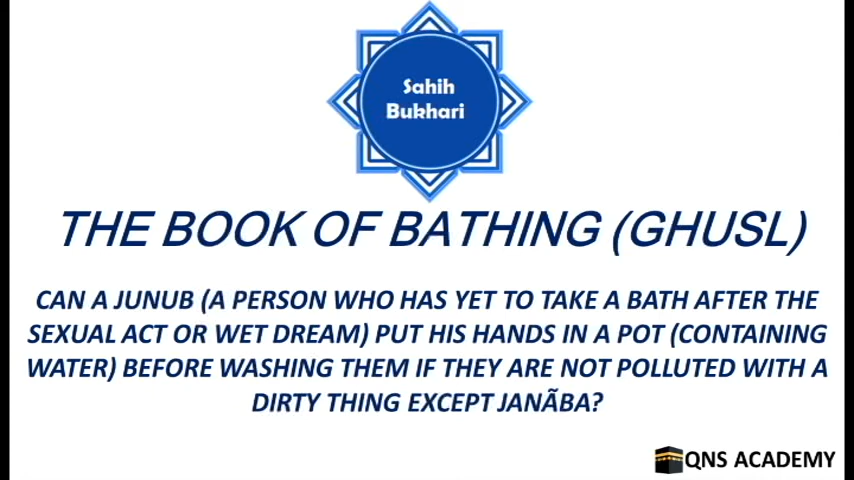 Sahih
Bukhari
THE BOOK OF BATHING (GHUSL)
CAN A JUNUB (A PERSON WHO HAS YET TO TAKE A BATH AFTER THE
SEXUAL ACT OR WET DREAM) PUT HIS HANDS IN A POT (CONTAINING
WATER) BEFORE WASHING THEM IF THEY ARE NOT POLLUTED WITH A
DIRTY THING EXCEPT JANÃBA?
QNS ACADEMY